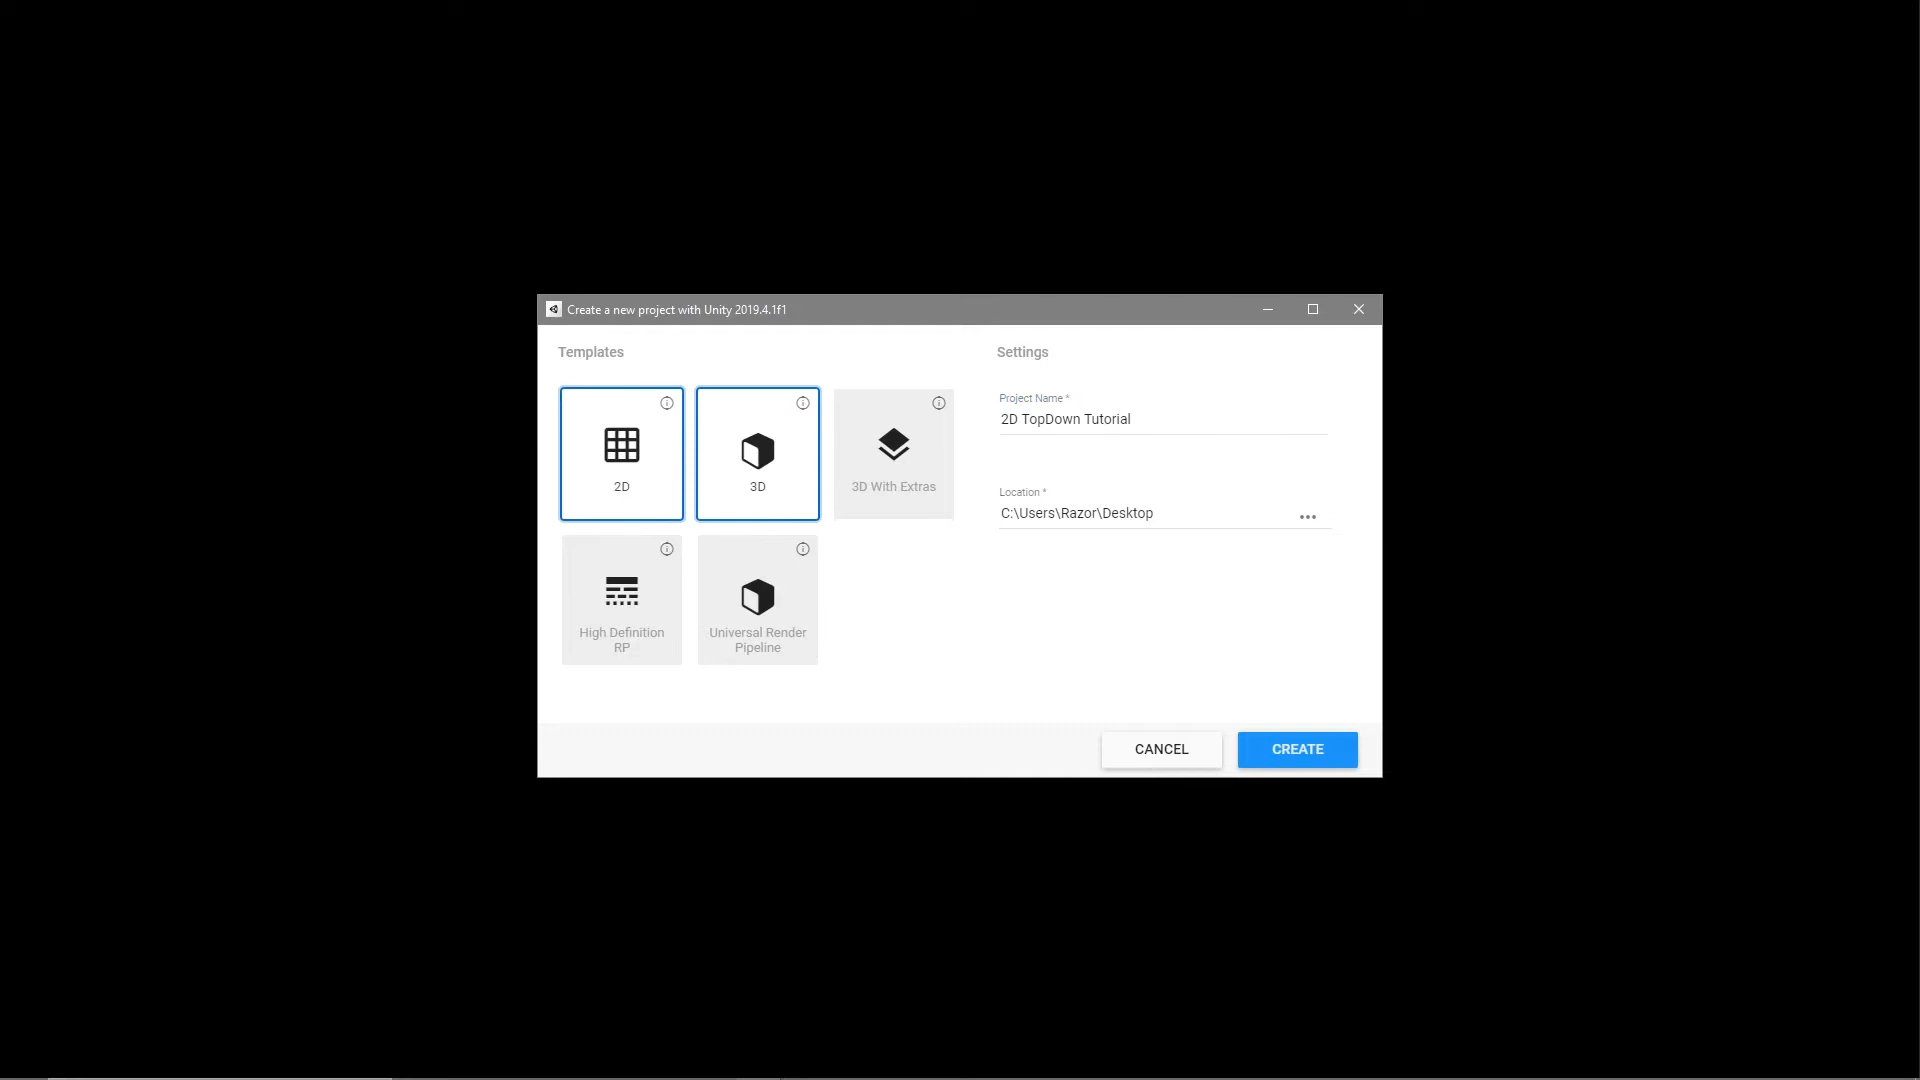 Create a new project with Unity 2019.4.1f1
Templates
2D
3D
3D With Extras
High Definition
RP
Universal Render
Pipeline
Settings
Project Name *
2D TopDown Tutorial
Location *
C:\Users\Razor\Desktop
CANCEL
CREATE